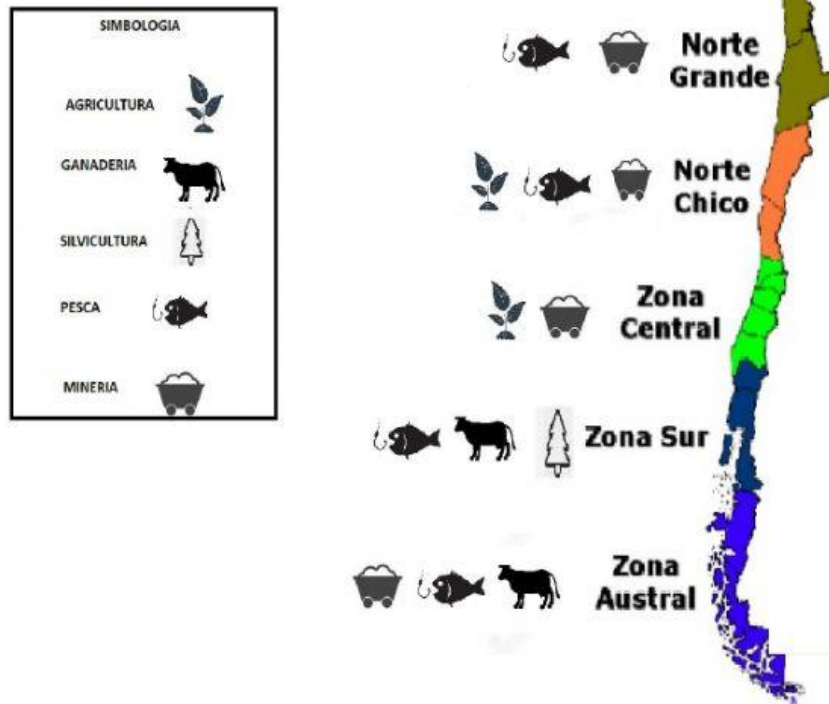 SIMBOLOGIA
AGRICULTURA
GANADERIA
SILVICULTURA
PESCA
MINERIA
Norte
Grande
Norte
Chico
Zona
Central
Zona Sur
Zona
Austral